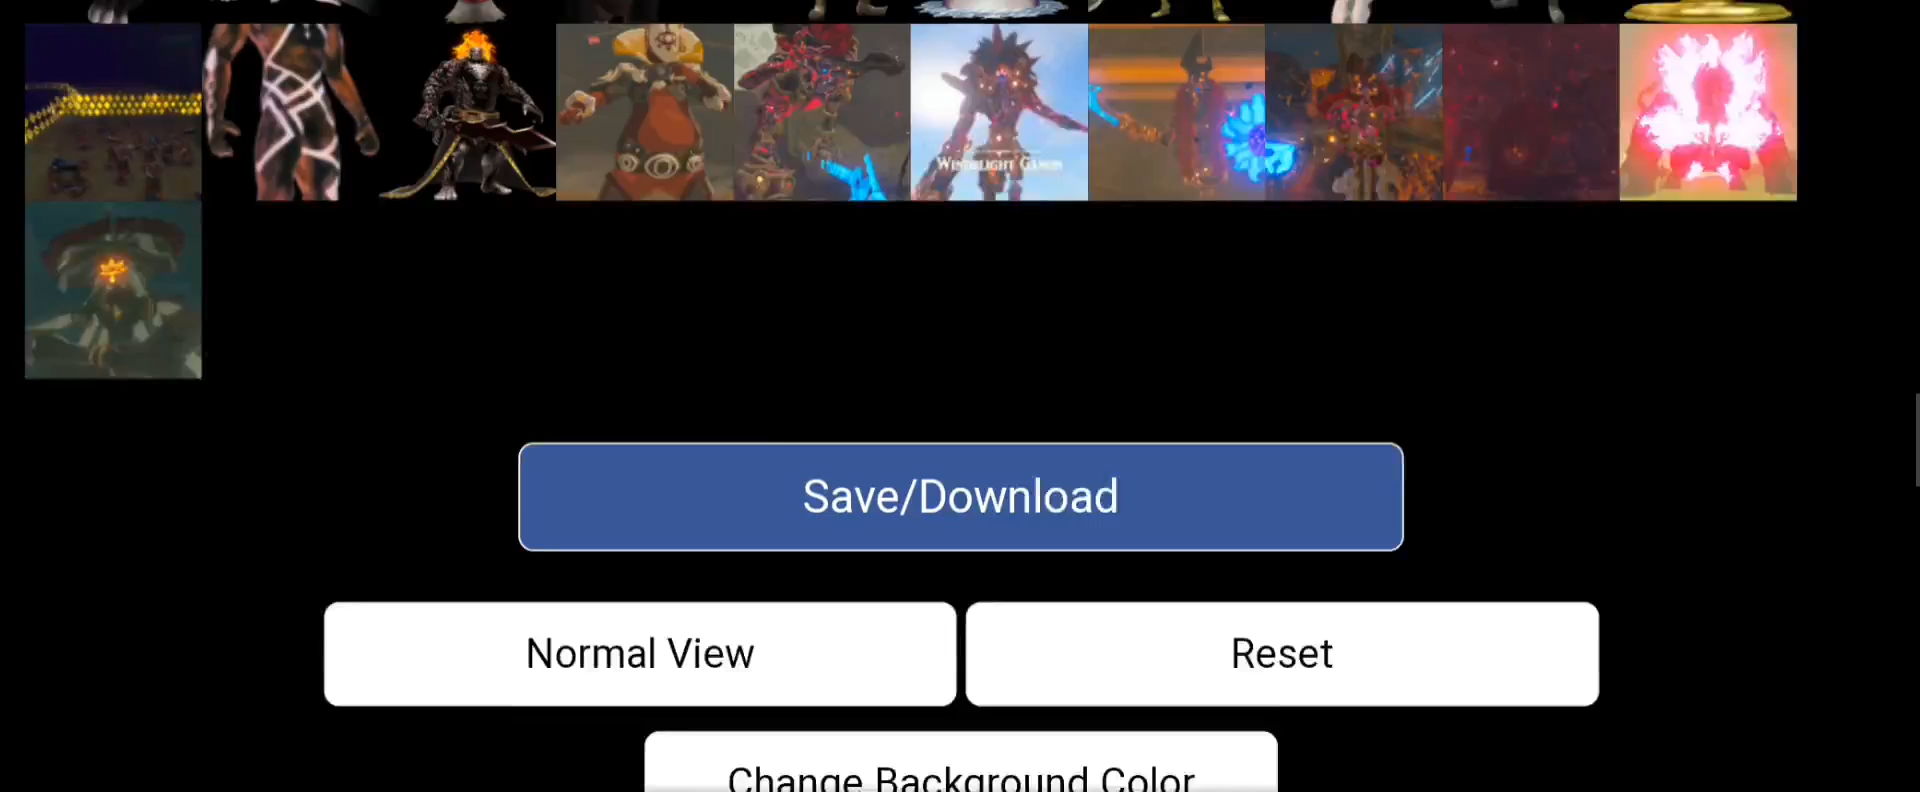 Windblight Ganon
Save/Download
Normal View
Reset
Change Background Color